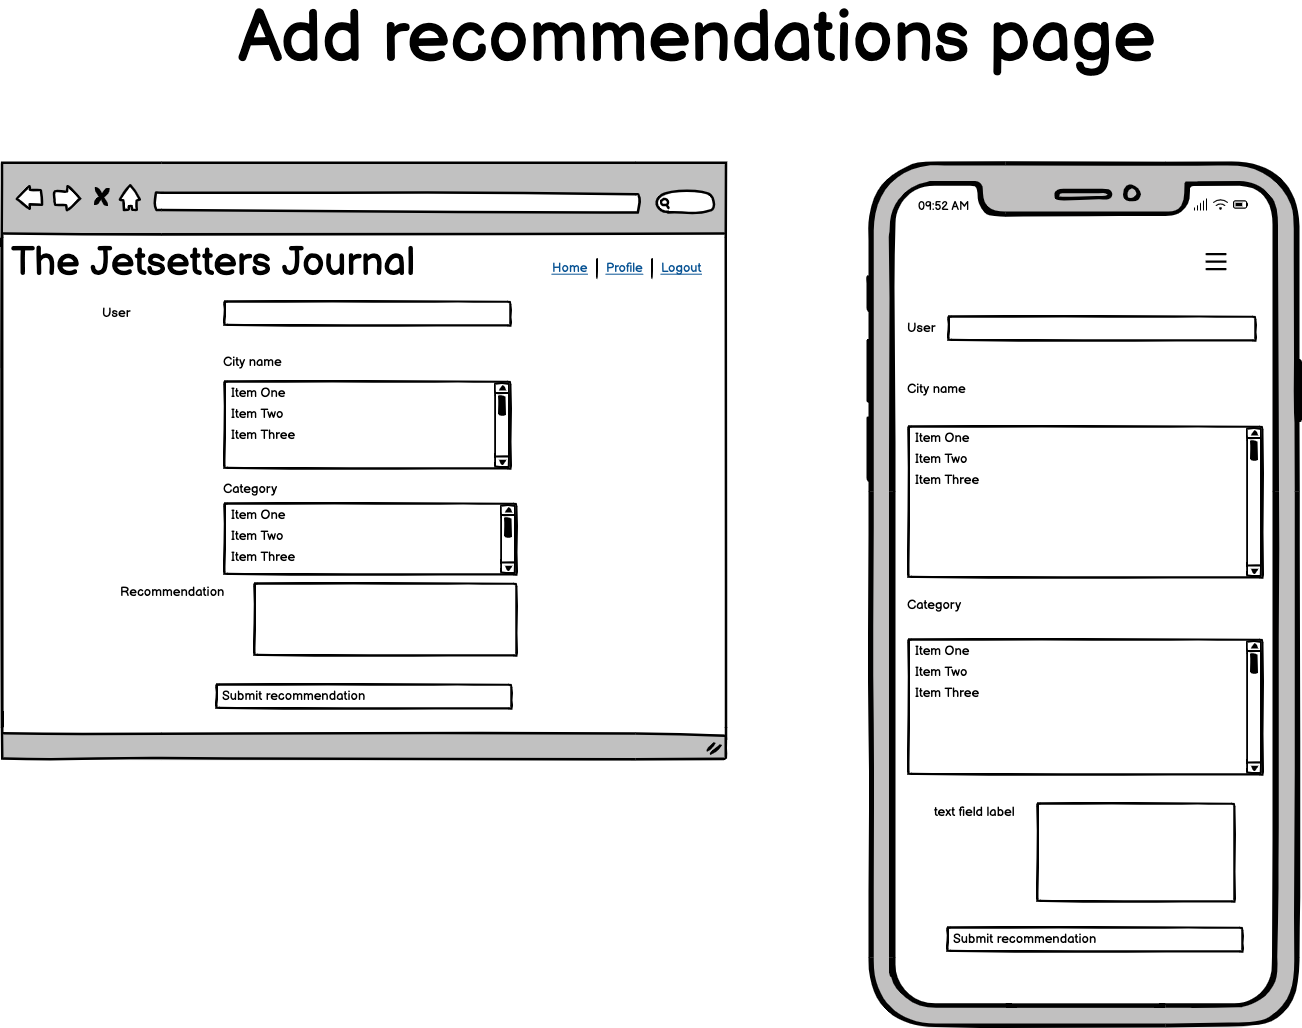 Add recommendations page
The Jetsetters Journal
Home | Profile | Logout
User
City name
Item One
Item Two
Item Three
Category
Item One
Item Two
Item Three
Recommendation
Submit recommendation
09:52 AM
User
City name
Item One
Item Two
Item Three
Category
Item One
Item Two
Item Three
text field label
Submit recommendation